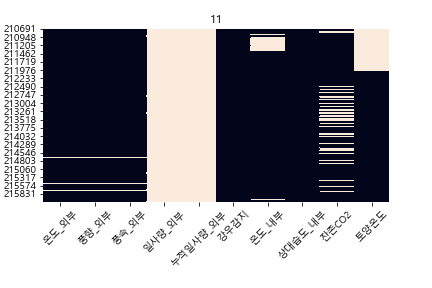 11
210691
210948
211205
211462
211719
211976
212233
212490
212747
213004
213261
213518
213775
214032
214289
214546
214803
215060
215317
215574
215831
온도_외부
풍향_외부
풍속_외부
일사량_외부
누적일사량_외부
강우감지
온도_내부
상대습도_내부
잔존CO2
토양온도